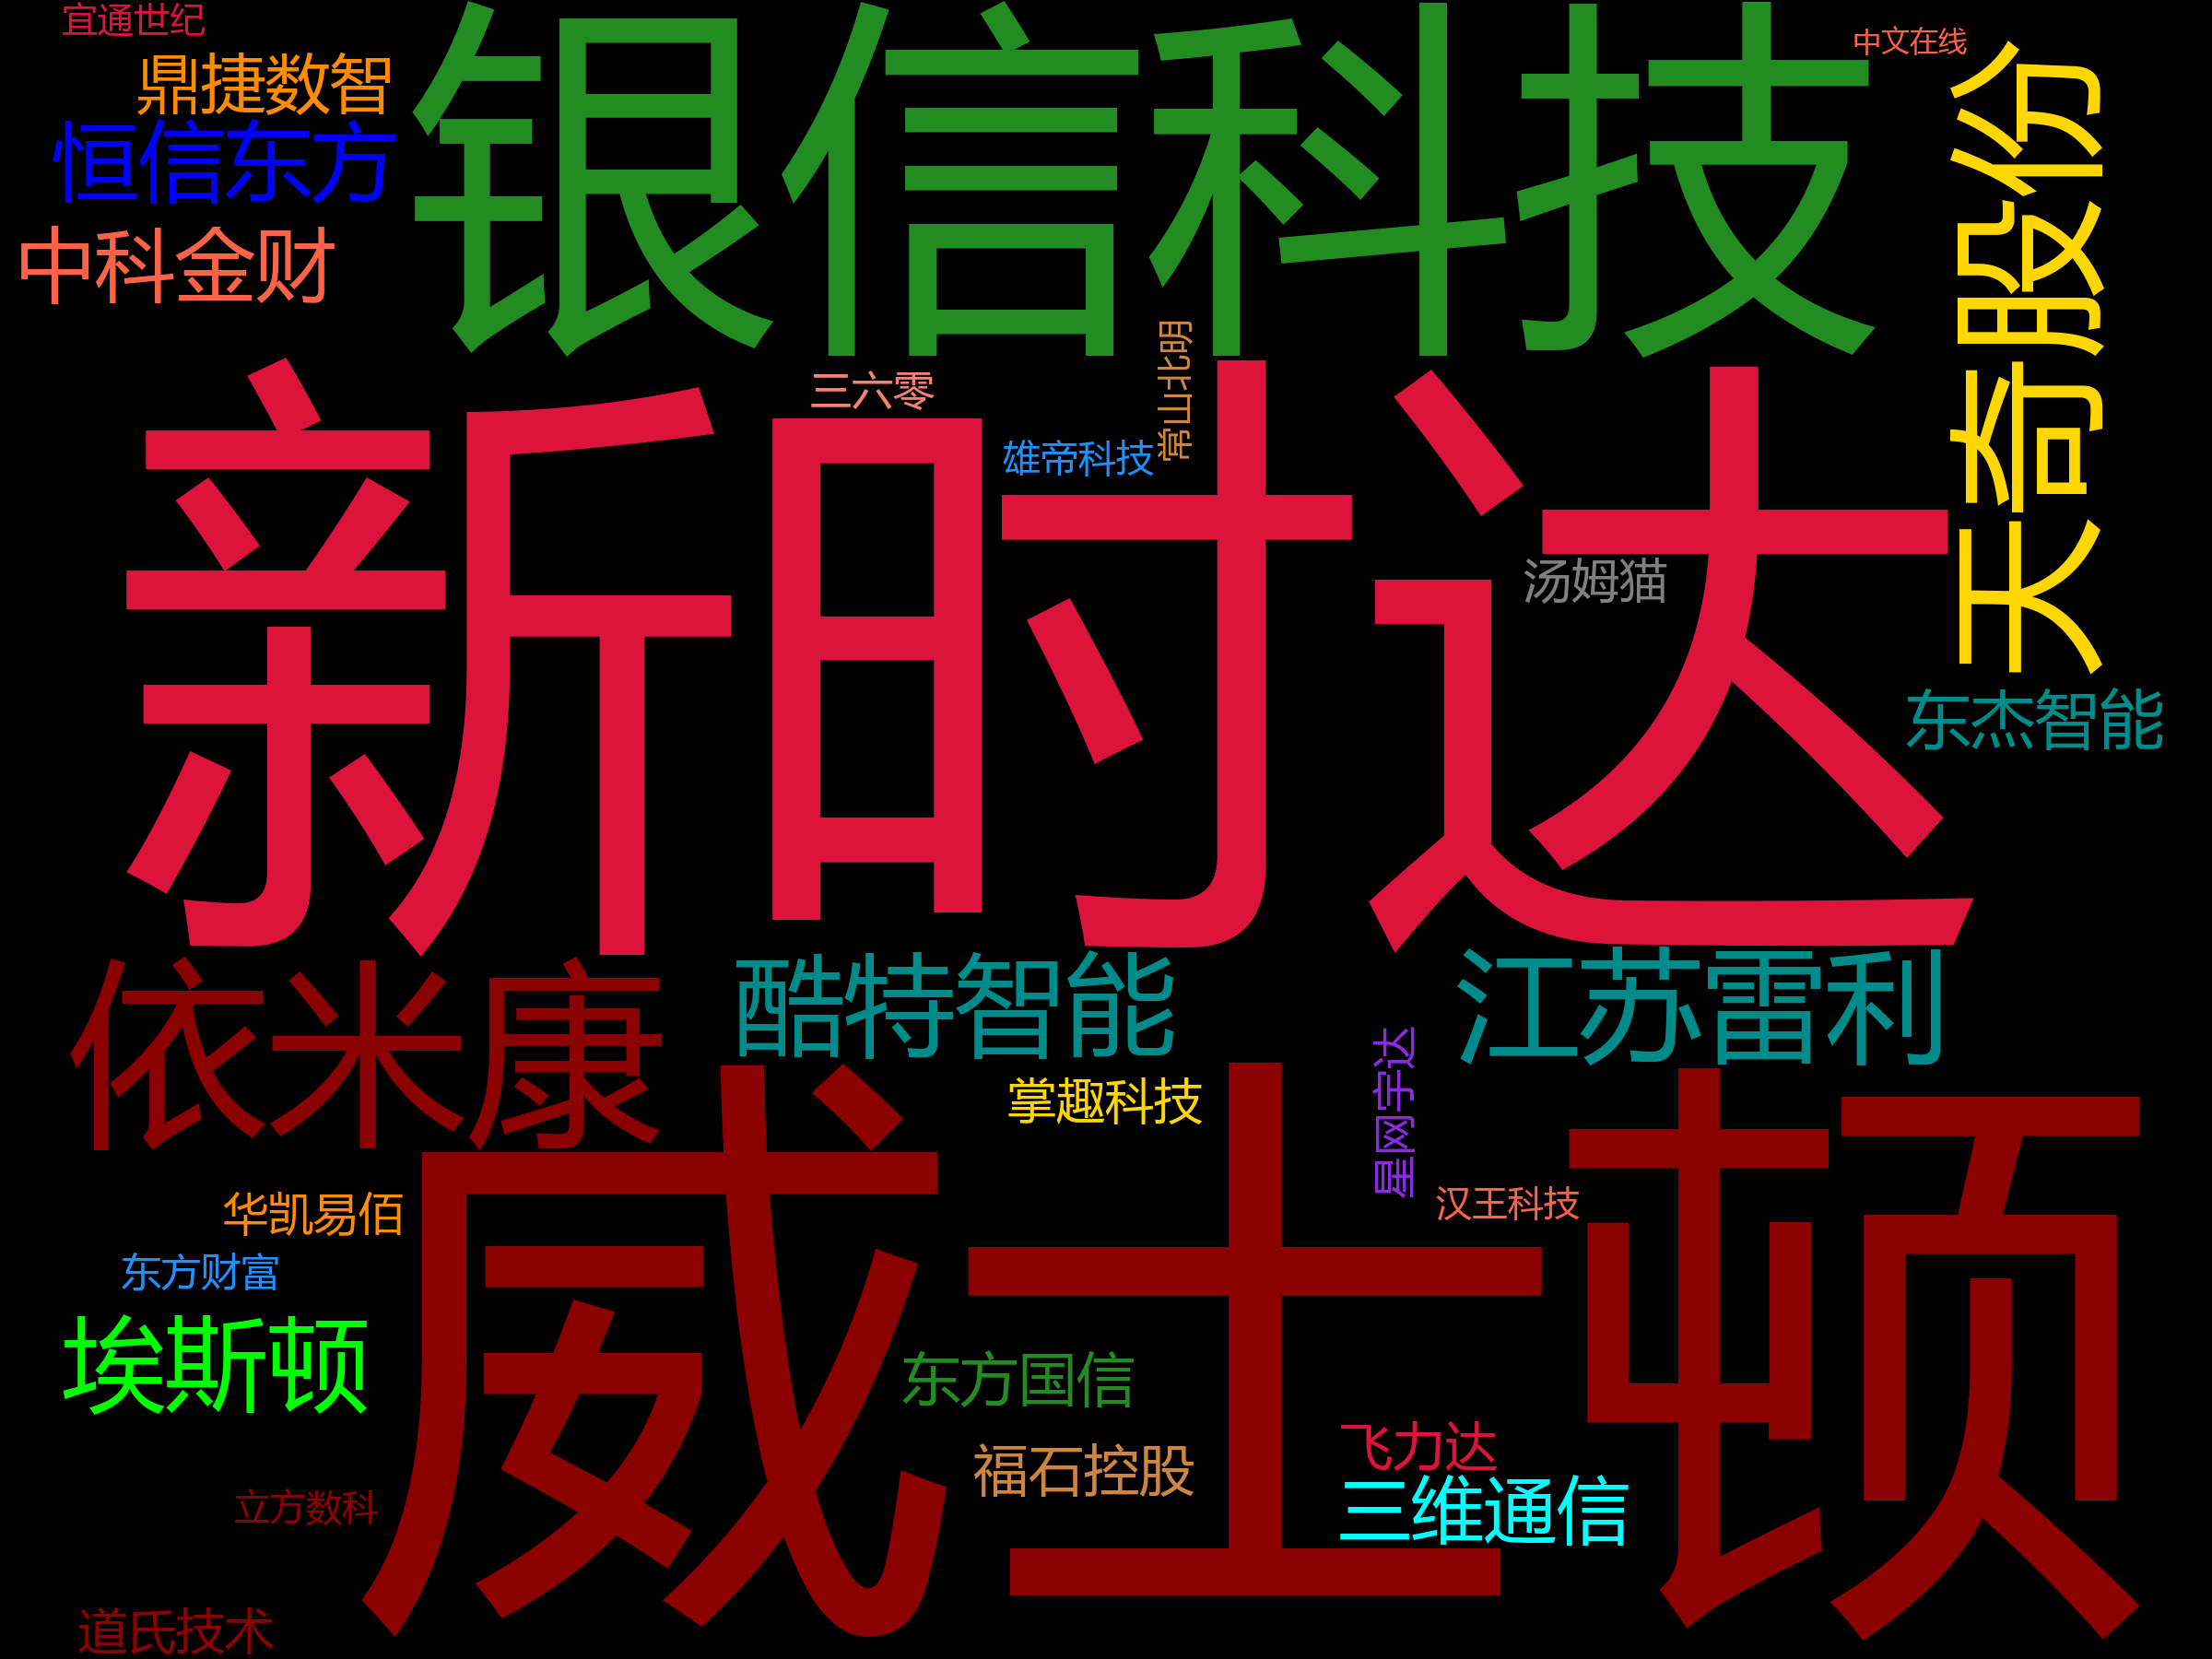 宜通世纪
中文在线
银信科技
鼎捷数智
恒信东方
中科金财
天奇股份
三六零
常山北明
雄帝科技
新时达
汤姆猫
东杰智能
依米康
酷特智能
江苏雷利
掌趣科技
星网宇达
威士顿
汉王科技
华凯易佰
东方财富
埃斯顿
东方国信
飞力达
福石控股
三维通信
立方数科
道氏技术